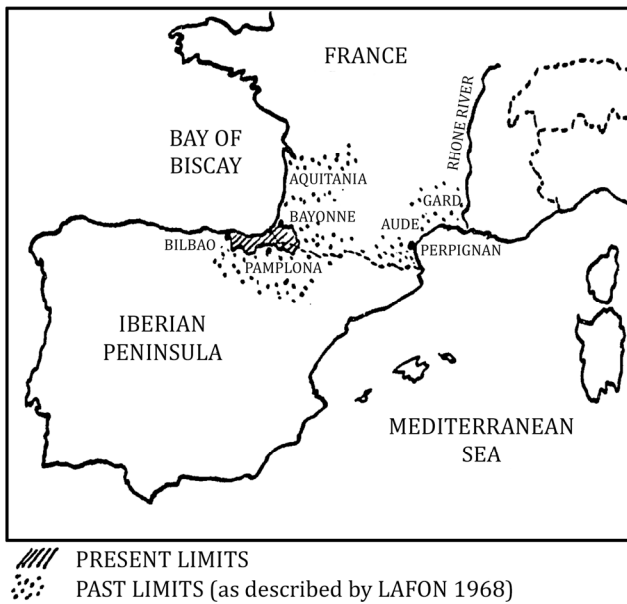 FRANCE
BAY OF
BISCAY
RHONE RIVER
AQUITANIA
GARD
BAYONNE
AUDE
BILBAO
PERPIGNAN
PAMPLONA
IBERIAN
PENINSULA
MEDITERRANEAN
SEA
PRESENT LIMITS
PAST LIMITS (as described by LAFON 1968)